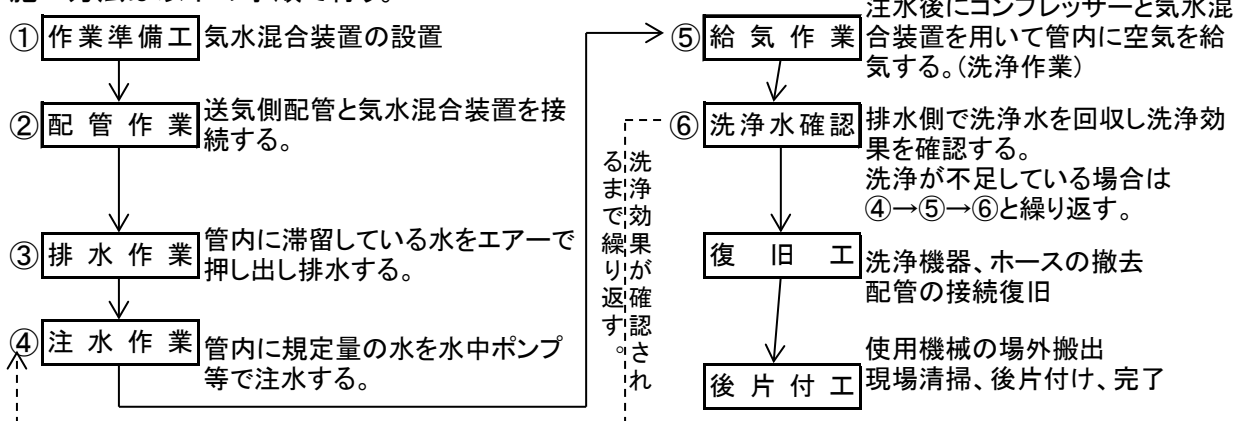 ① 作業準備工 気水混合装置の設置
② 配管作業 送気側配管と気水混合装置を接
続する。
③ 排水作業 管内に滞留している水をエアーで
押し出し排水する。
④ 注水作業 管内に規定量の水を水中ポンプ
等で注水する。
注水後にコンプレッサーと気水混
⑤ 給気作業 合装置を用いて管内に空気を給
気する。(洗浄作業)
⑥ 洗浄水確認 排水側で洗浄水を回収し洗浄効
果を確認する。
洗浄が不足している場合は
④→⑤→⑥と繰り返す。
洗浄効果が確認され
るまで繰り返す。
復旧工 洗浄機器、ホースの撤去
配管の接続復旧
使用機械の場外搬出
後片付工 現場清掃、後片付け、完了